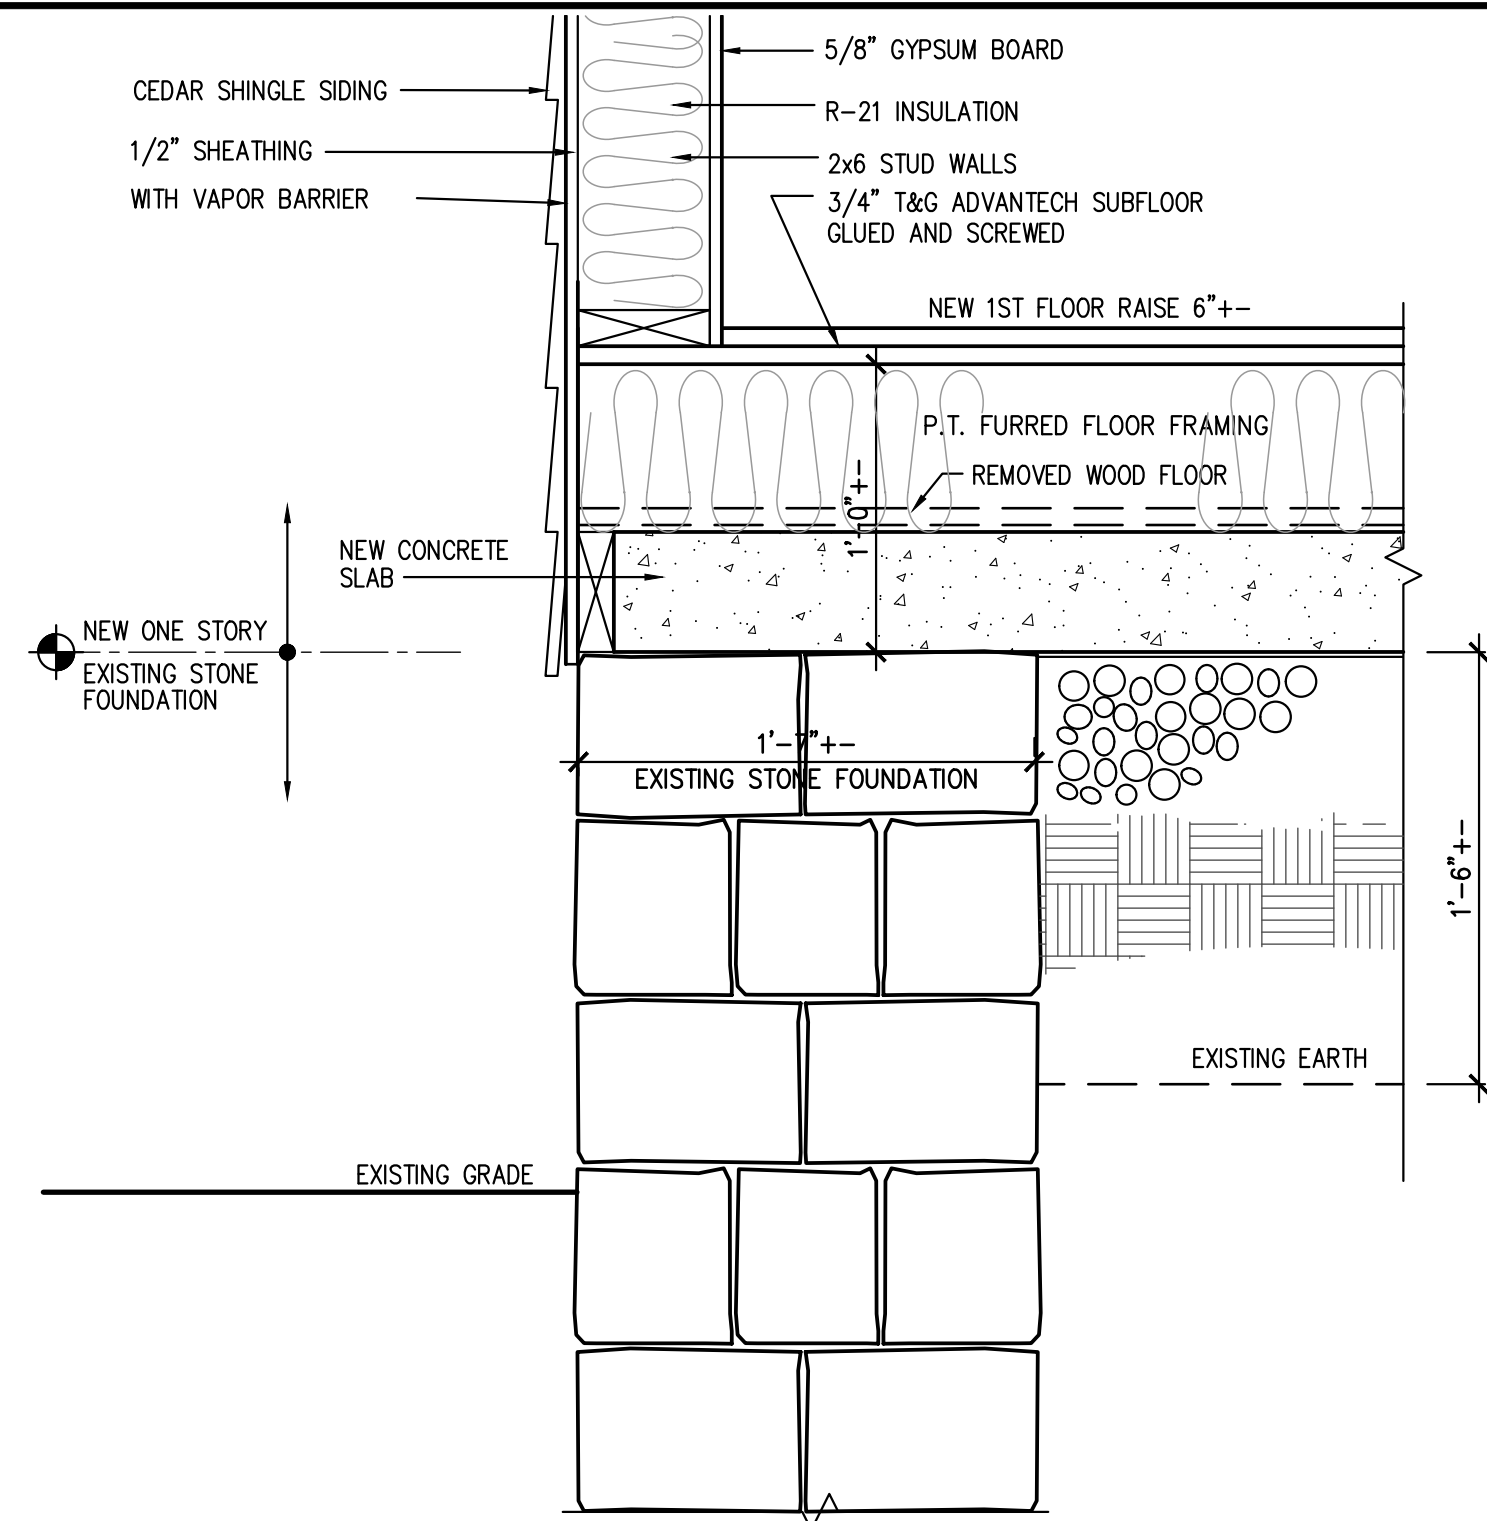 5/8" GYPSUM BOARD
CEDAR SHINGLE SIDING
R-21 INSULATION
1/2" SHEATHING
2x6 STUD WALLS
WITH VAPOR BARRIER
3/4" T&G ADVANTECH SUBFLOOR
GLUED AND SCREWED
NEW 1ST FLOOR RAISE 6"+-
P.T. FURRED FLOOR FRAMING
REMOVED WOOD FLOOR
1'-0"+-
NEW CONCRETE
SLAB
NEW ONE STORY
EXISTING STONE
FOUNDATION
1'-7"+-
EXISTING STONE FOUNDATION
1'-6"+-
EXISTING EARTH
EXISTING GRADE